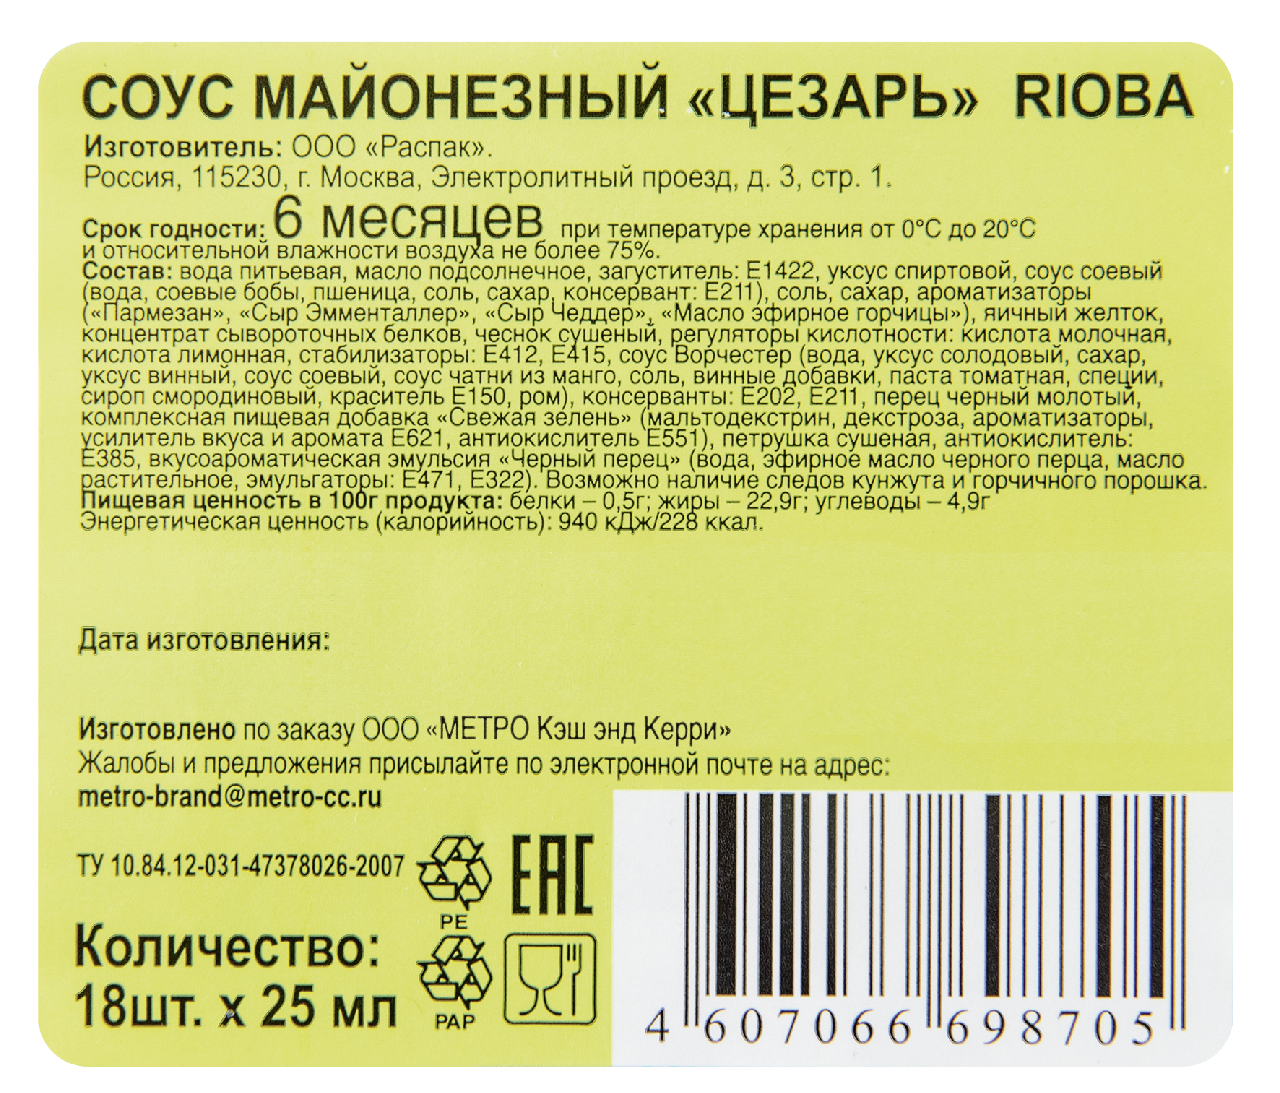 СОУС МАЙОНЕЗНЫЙ «ЦЕЗАРЬ» RIOBA
Изготовитель: ООО «Распак».
Россия, 115230, г. Москва, Электролитный проезд, д. 3, стр. 1.
Срок годности: 6 месяцев при температуре хранения от 0°С до 20°С
и относительной влажности воздуха не более 75%.
Состав: вода питьевая, масло подсолнечное, загуститель: Е1422, уксус спиртовой, соус соевый
(вода, соевые бобы, пшеница, соль, сахар, консервант: Е211), соль, сахар, ароматизаторы
(«Пармезан», «Сыр Эмменталлер», «Сыр Чеддер», «Масло эфирное горчицы»), яичный желток,
концентрат сывороточных белков, чеснок сушеный, регуляторы кислотности: кислота молочная,
кислота лимонная, стабилизаторы: Е412, Е415, соус Ворчестер (вода, уксус солодовый, сахар,
уксус винный, соус соевый, соус чатни из манго, соль, винные добавки, паста томатная, специи,
сироп смородиновый, краситель Е150, ром), консерванты: Е202, Е211, перец черный молотый,
комплексная пищевая добавка «Свежая зелень» (мальтодекстрин, декстроза, ароматизаторы,
усилитель вкуса и аромата Е621, антиокислитель Е551), петрушка сушеная, антиокислитель:
Е385, вкусоароматическая эмульсия «Черный перец» (вода, эфирное масло черного перца, масло
растительное, эмульгаторы: Е471, Е322). Возможно наличие следов кунжута и горчичного порошка.
Пищевая ценность в 100г продукта: белки – 0,5г; жиры – 22,9г; углеводы – 4,9г
Энергетическая ценность (калорийность): 940 кДж/228 ккал.
Дата изготовления:
Изготовлено по заказу ООО «МЕТРО Кэш энд Керри»
Жалобы и предложения присылайте по электронной почте на адрес:
metro-brand@metro-cc.ru
ТУ 10.84.12-031-47378026-2007
PE
EAC
Количество:
18шт. х 25 мл
PAP
4 607066 698705